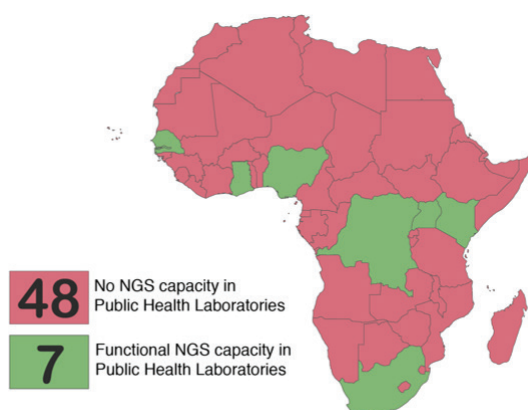 48
No NGS capacity in
Public Health Laboratories
7
Functional NGS capacity in
Public Health Laboratories